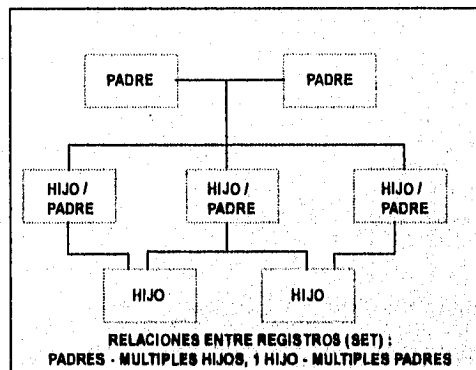 PADRE PADRE
HIJO / HIJO / HIJO /
PADRE PADRE PADRE
HIJO HIJO
RELACIONES ENTRE REGISTROS (SET) :
PADRES - MULTIPLES HIJOS, 1 HIJO - MULTIPLES PADRES